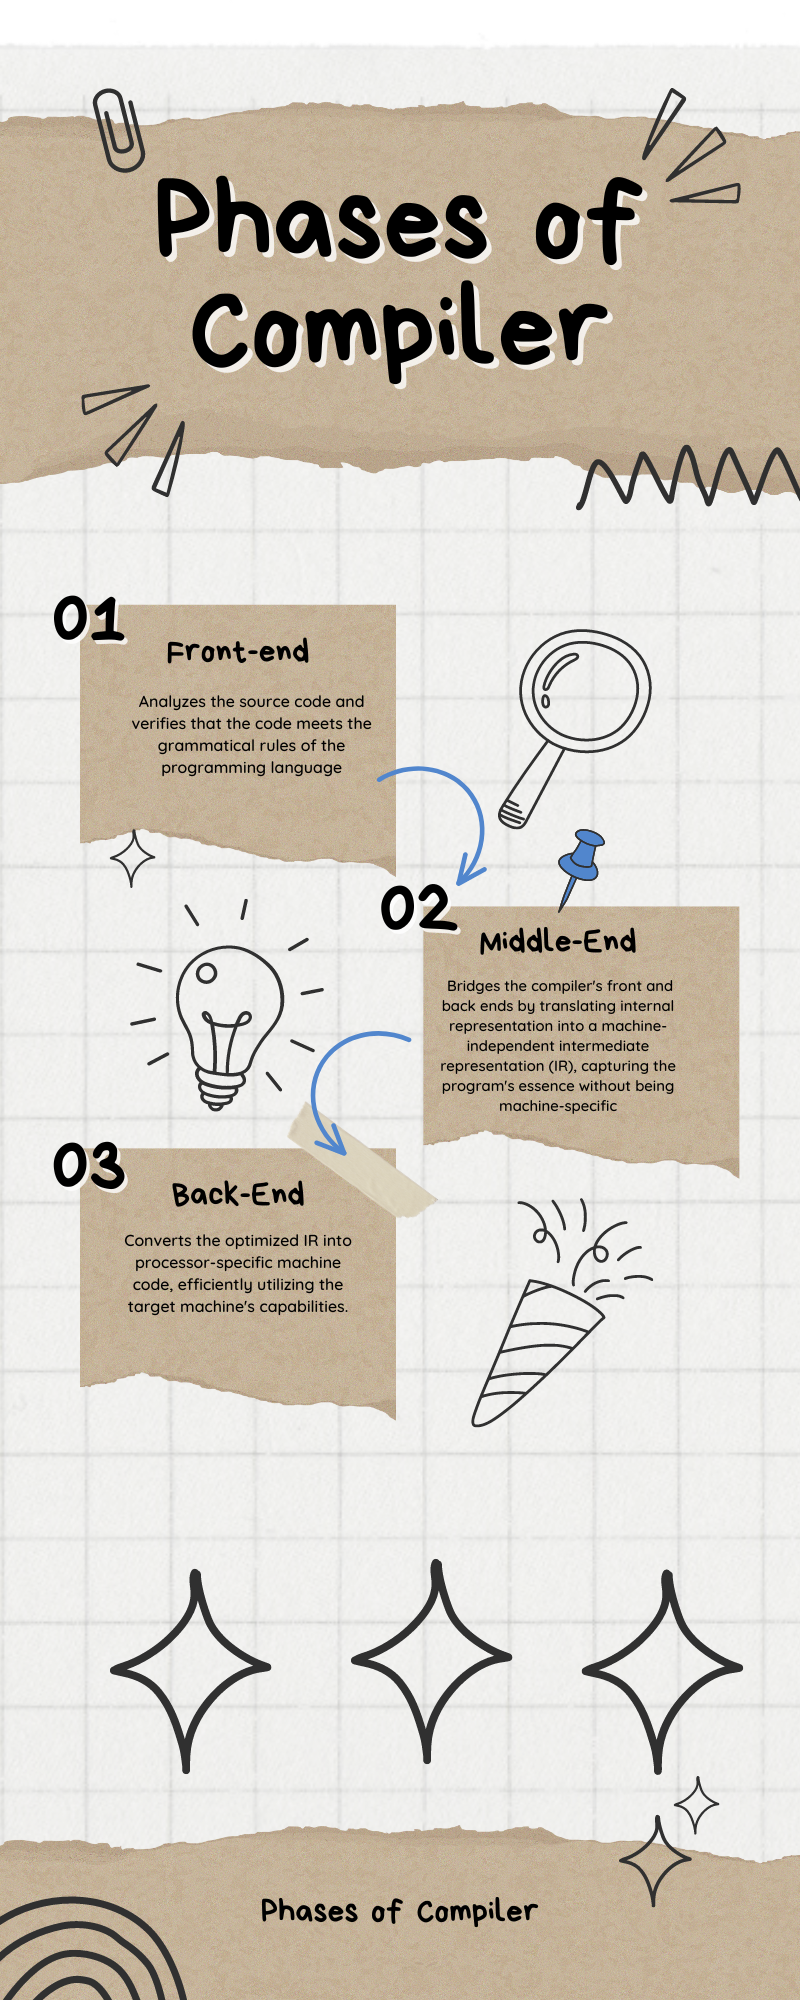 Phases of
Compiler
01
Front-end
Analyzes the source code and
verifies that the code meets the
grammatical rules of the
programming language
02
Middle-End
Bridges the compiler's front and
back ends by translating internal
representation into a machine-
independent intermediate
representation (IR), capturing the
program's essence without being
machine-specific
03
Back-End
Converts the optimized IR into
processor-specific machine
code, efficiently utilizing the
target machine's capabilities.
Phases of Compiler